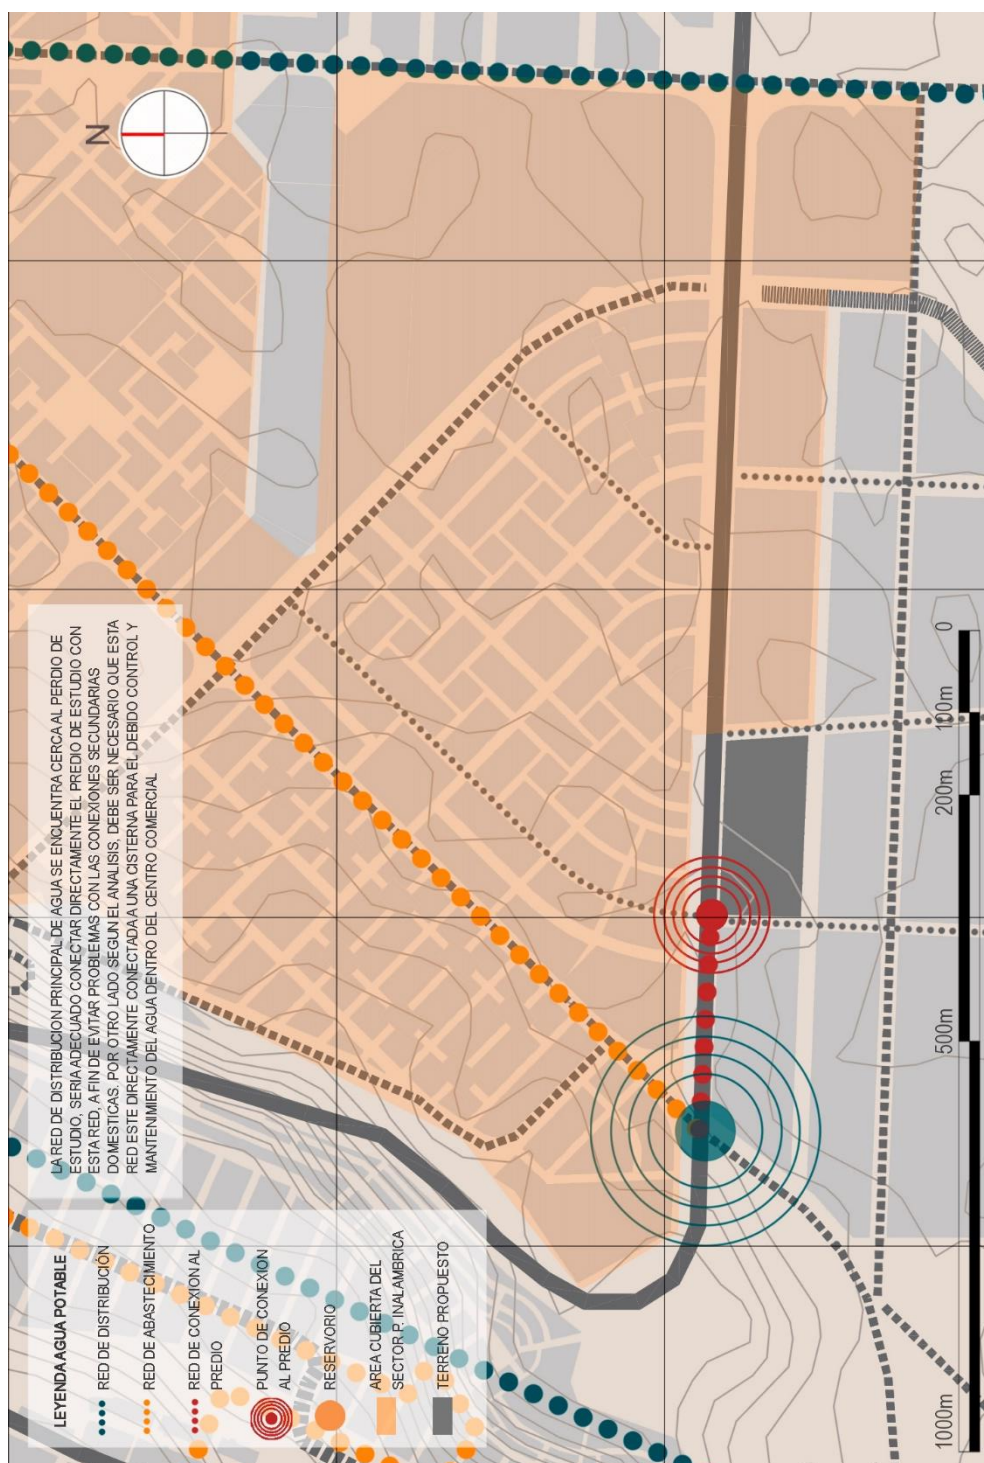 N
LA RED DE DISTRIBUCION PRINCIPAL DE AGUA SE ENCUENTRA CERCA AL PERDIO DE
ESTUDIO, SERIA ADECUADO CONECTAR DIRECTAMENTE EL PREDIO DE ESTUDIO CON
ESTA RED, A FIN DE EVITAR PROBLEMAS CON LAS CONEXIONES SEGUNDARIAS
DOMESTICAS. POR OTRO LADO SEGUN EL ANALISIS, DEBE SER NECESARIO QUE ESTA
RED ESTE DIRECTAMENTE CONECTADA A UNA CISTERNA PARA EL DEBIDO CONTROL Y
MANTENIMIENTO DEL AGUA DENTRO DEL CENTRO COMERCIAL
LEYENDA AGUA POTABLE
RED DE DISTRIBUCIÓN
RED DE ABASTECIMIENTO
RED DE CONEXION AL
PREDIO
PUNTO DE CONEXION
AL PREDIO
RESERVORIO
AREA CUBIERTA DEL
SECTOR P. INALAMBRICA
TERRENO PROPUESTO
1000m
500m
200m
100m
0